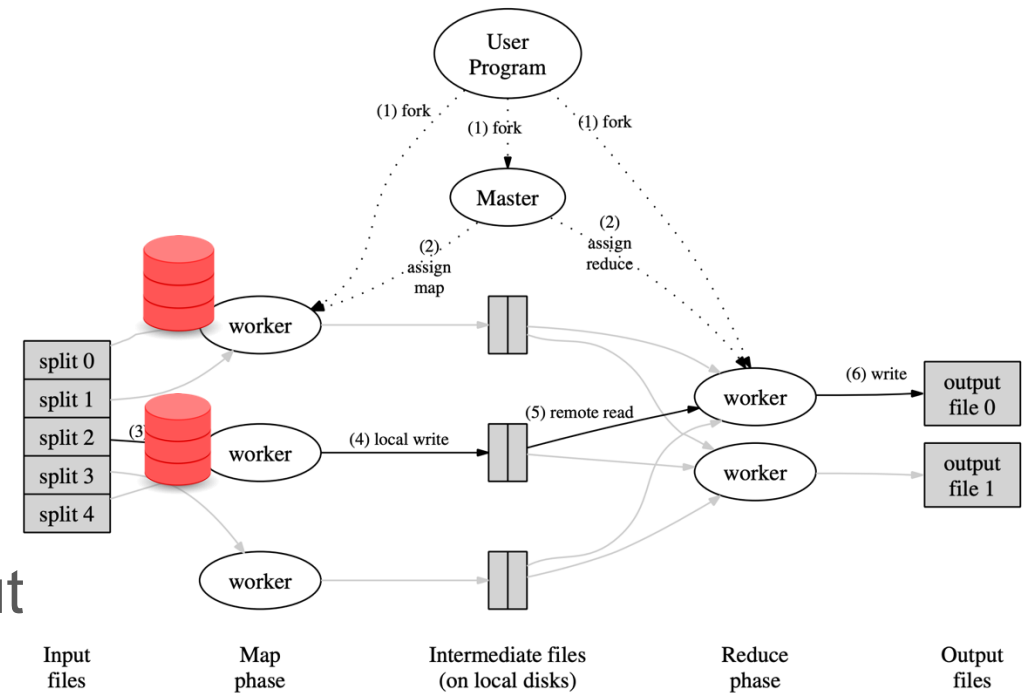 User
Program
(1) fork
(1) fork
(1) fork
Master
(2)
assign
map
(2)
assign
reduce
worker
split 0
split 1
split 2
split 3
split 4
(3
worker
(4) local write
(5) remote read
worker
(6) write
output
file 0
worker
output
file 1
worker
ut
Input
files
Map
phase
Intermediate files
(on local disks)
Reduce
phase
Output
files